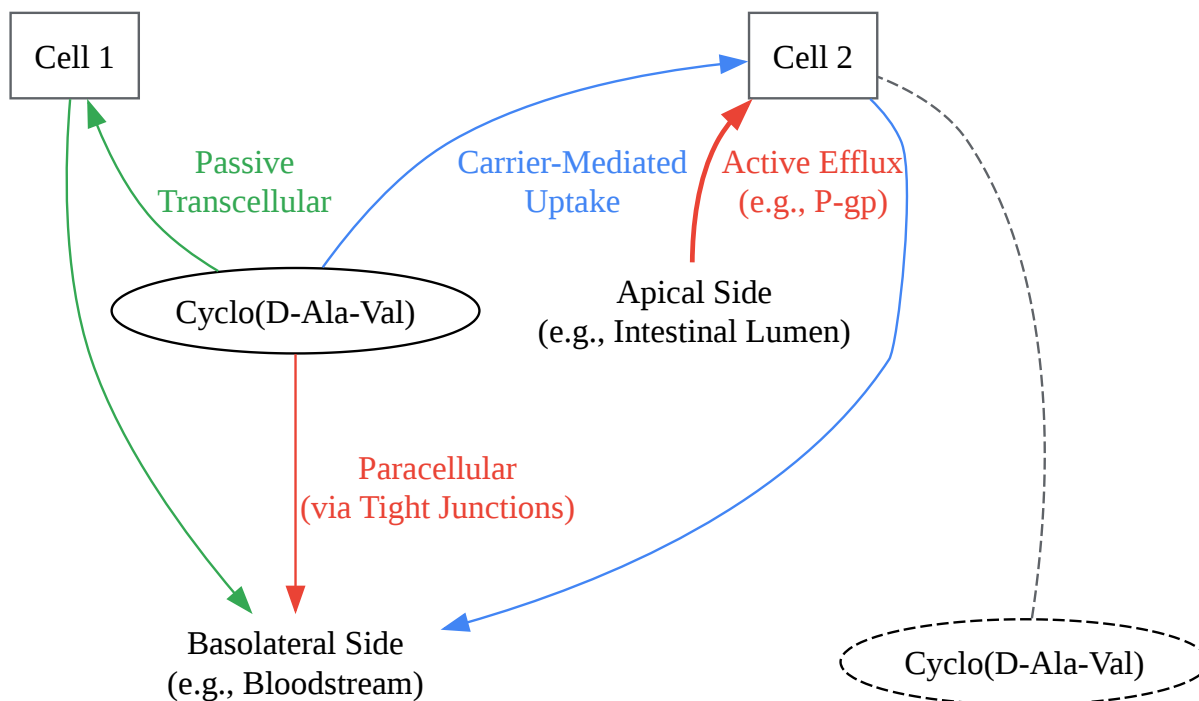 Cell 1
Cell 2
Passive
Transcellular
Carrier-Mediated
Uptake
Active Efflux
(e.g., P-gp)
Cyclo(D-Ala-Val)
Apical Side
(e.g., Intestinal Lumen)
Paracellular
(via Tight Junctions)
Basolateral Side
(e.g., Bloodstream)
Cyclo(D-Ala-Val)